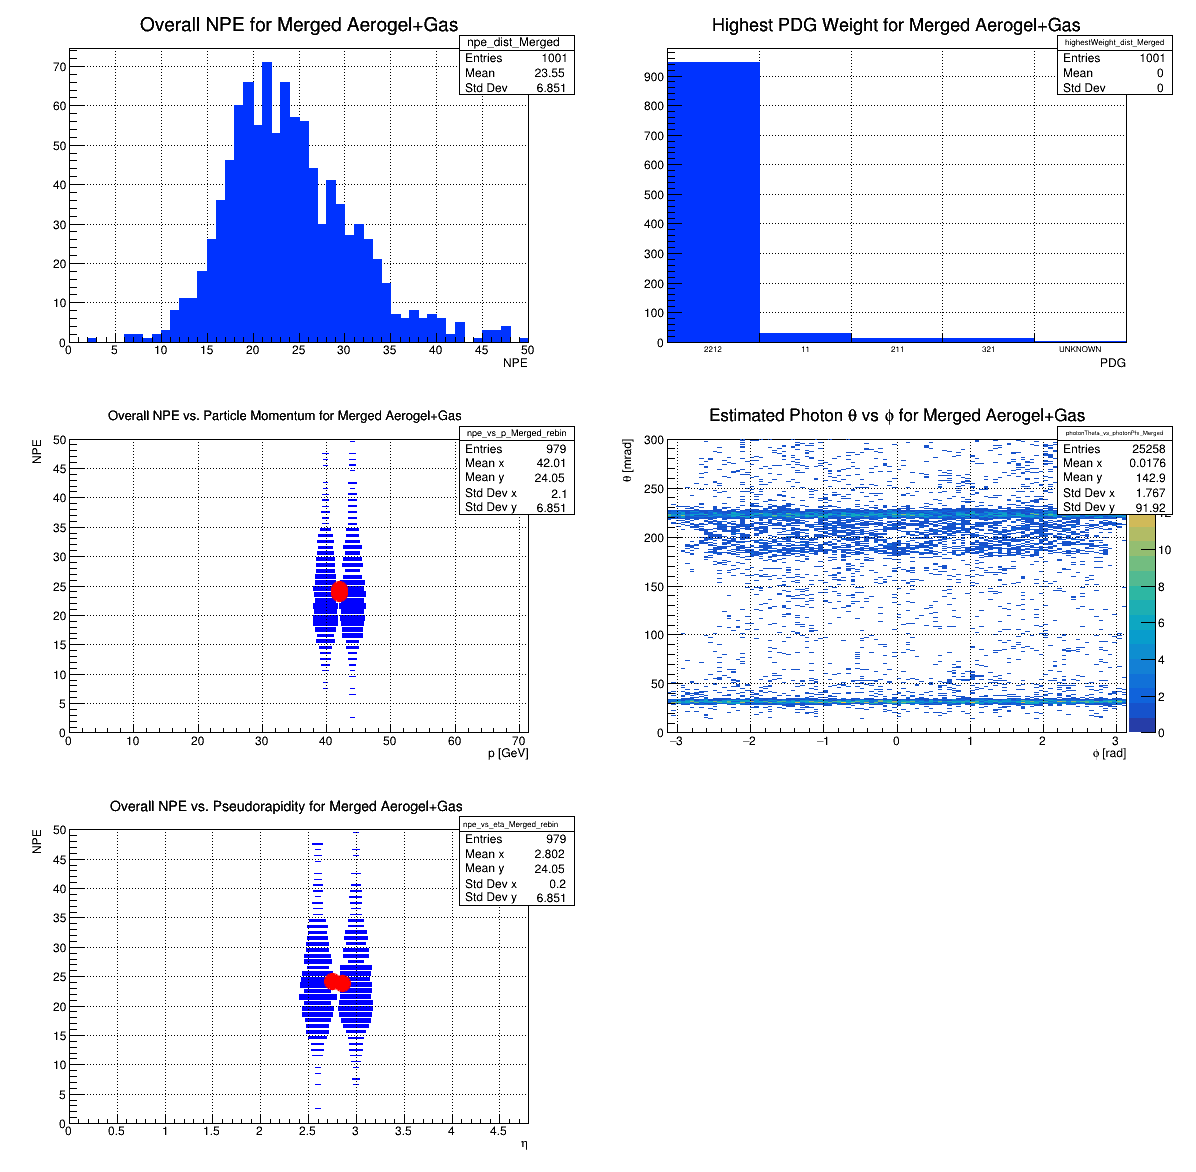 Overall NPE for Merged Aerogel+Gas
npe_dist_Merged
Entries 1001
Mean 23.55
Std Dev 6.851
70
60
50
40
30
20
10
0
0 5 10 15 20 25 30 35 40 45 50
NPE
Highest PDG Weight for Merged Aerogel+Gas
highestWeight_dist_Merged
Entries 1001
Mean 0
Std Dev 0
900
800
700
600
500
400
300
200
100
0
2212 11 211 321 UNKNOWN
PDG
Overall NPE vs. Particle Momentum for Merged Aerogel+Gas
NPE
npe_vs_p_Merged_rebin
Entries 979
Mean x 42.01
Mean y 24.05
Std Dev x 2.1
Std Dev y 6.851
50
45
40
35
30
25
20
15
10
5
0
0 10 20 30 40 50 60 70
p [GeV]
Estimated Photon θ vs ϕ for Merged Aerogel+Gas
θ [mrad]
photonTheta_vs_photonPhi_Merged
Entries 25258
Mean x 0.0176
Mean y 142.9
Std Dev x 1.767
Std Dev y 91.92
300
250
200
150
100
50
0
−3 −2 −1 0 1 2 3
ϕ [rad]
12
10
8
6
4
2
0
Overall NPE vs. Pseudorapidity for Merged Aerogel+Gas
NPE
npe_vs_eta_Merged_rebin
Entries 979
Mean x 2.802
Mean y 24.05
Std Dev x 0.2
Std Dev y 6.851
50
45
40
35
30
25
20
15
10
5
0
0 0.5 1 1.5 2 2.5 3 3.5 4 4.5
η